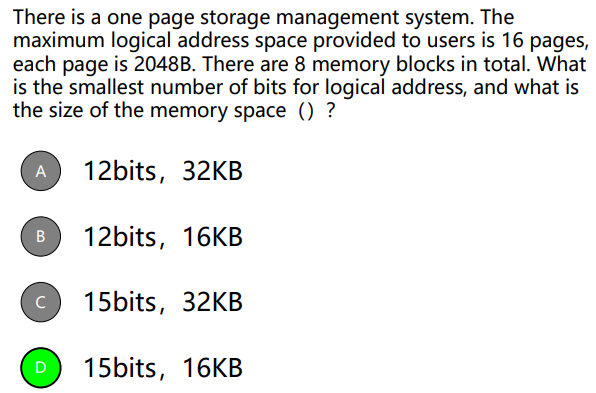 There is a one page storage management system. The
maximum logical address space provided to users is 16 pages,
each page is 2048B. There are 8 memory blocks in total. What
is the smallest number of bits for logical address, and what is
the size of the memory space（）?
A 12bits，32KB
B 12bits，16KB
C 15bits，32KB
D 15bits，16KB